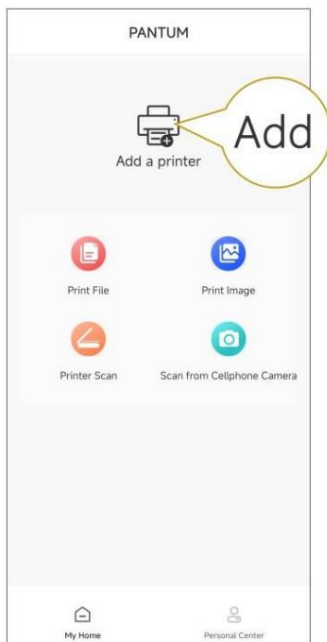 PANTUM
Add
Add a printer
Print File
Print Image
Printer Scan
Scan from Cellphone Camera
My Home
Personal Center